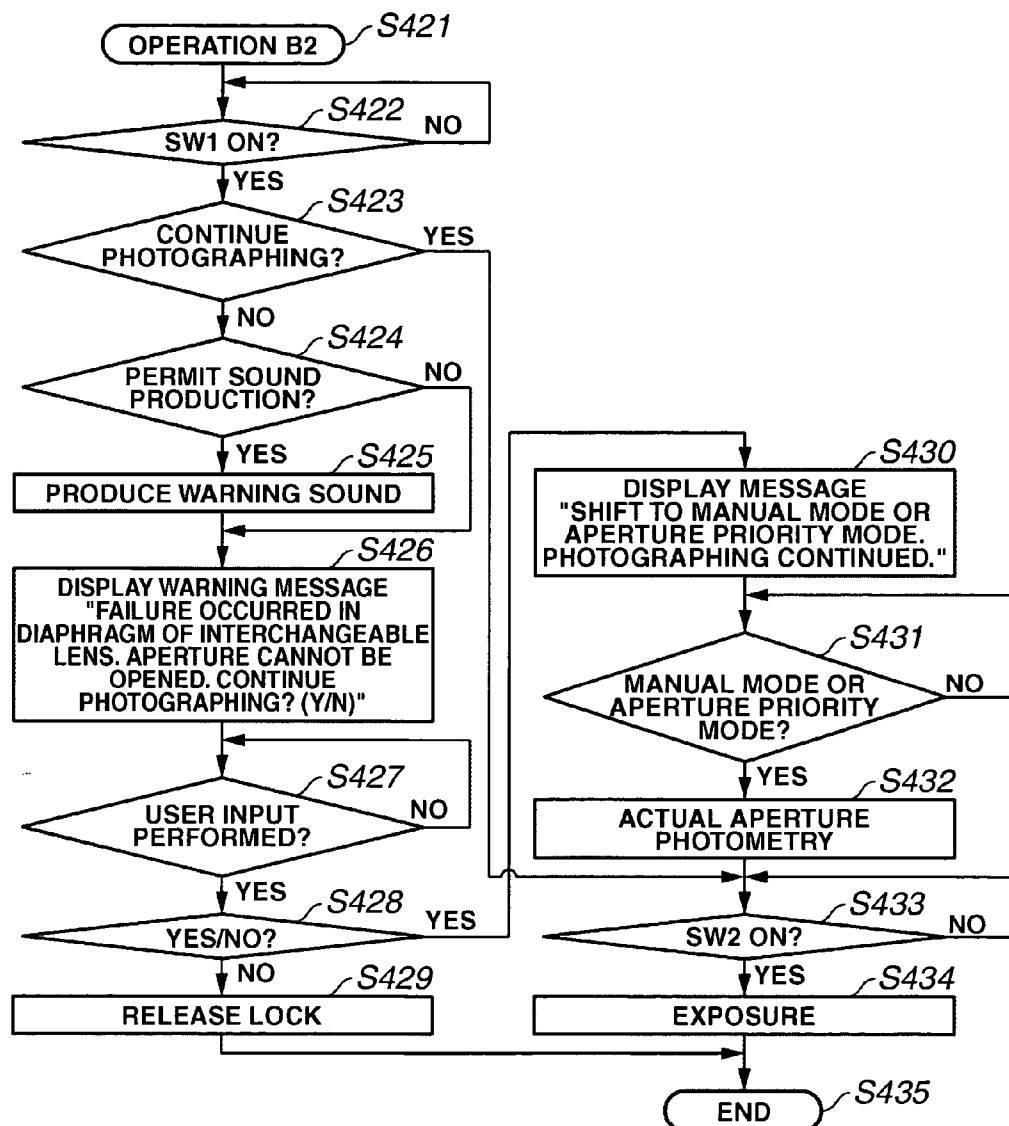 OPERATION B2
S421
S422
SW1 ON?
NO
YES
S423
CONTINUE
PHOTOGRAPHING?
YES
NO
S424
PERMIT SOUND
PRODUCTION?
NO
YES
S425
PRODUCE WARNING SOUND
S426
DISPLAY WARNING MESSAGE
"FAILURE OCCURRED IN
DIAPHRAGM OF INTERCHANGEABLE
LENS. APERTURE CANNOT BE
OPENED. CONTINUE
PHOTOGRAPHING? (Y/N)"
S427
USER INPUT
PERFORMED?
NO
YES
S428
YES/NO?
YES
NO
S429
RELEASE LOCK
S430
DISPLAY MESSAGE
"SHIFT TO MANUAL MODE OR
APERTURE PRIORITY MODE.
PHOTOGRAPHING CONTINUED."
S431
MANUAL MODE OR
APERTURE PRIORITY
MODE?
NO
YES
S432
ACTUAL APERTURE
PHOTOMETRY
S433
SW2 ON?
NO
YES
S434
EXPOSURE
S435
END